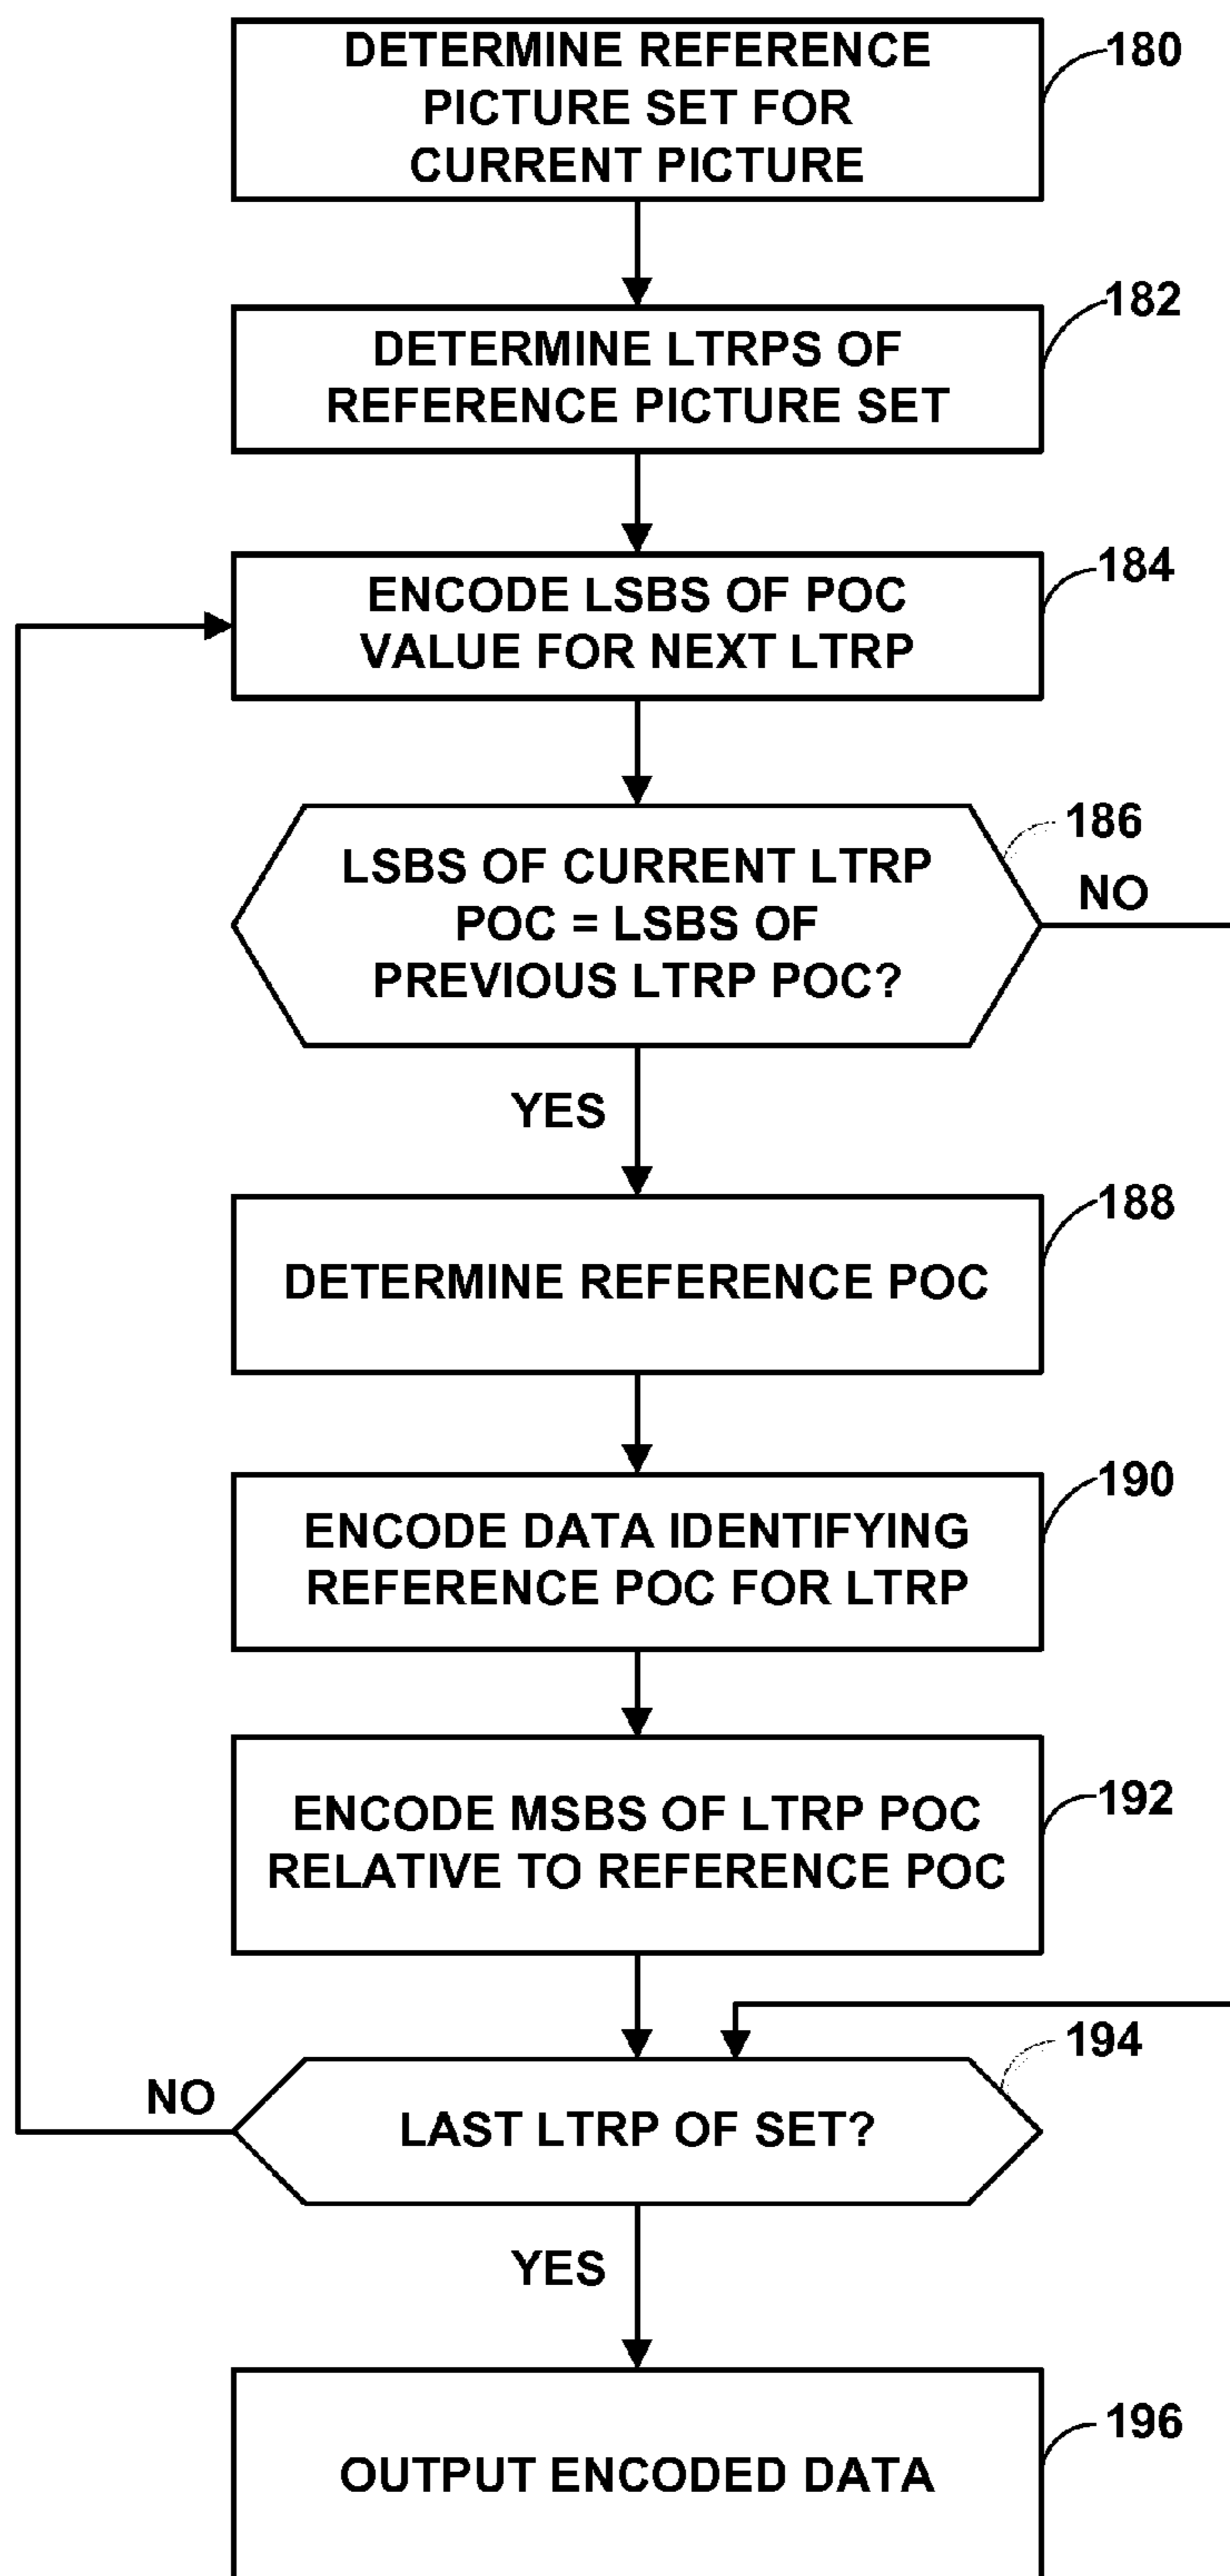 DETERMINE REFERENCE
PICTURE SET FOR
CURRENT PICTURE
180
DETERMINE LTRPS OF
REFERENCE PICTURE SET
182
ENCODE LSBS OF POC
VALUE FOR NEXT LTRP
184
LSBS OF CURRENT LTRP
POC = LSBS OF
PREVIOUS LTRP POC?
186
NO
YES
DETERMINE REFERENCE POC
188
ENCODE DATA IDENTIFYING
REFERENCE POC FOR LTRP
190
ENCODE MSBS OF LTRP POC
RELATIVE TO REFERENCE POC
192
LAST LTRP OF SET?
194
NO
YES
OUTPUT ENCODED DATA
196